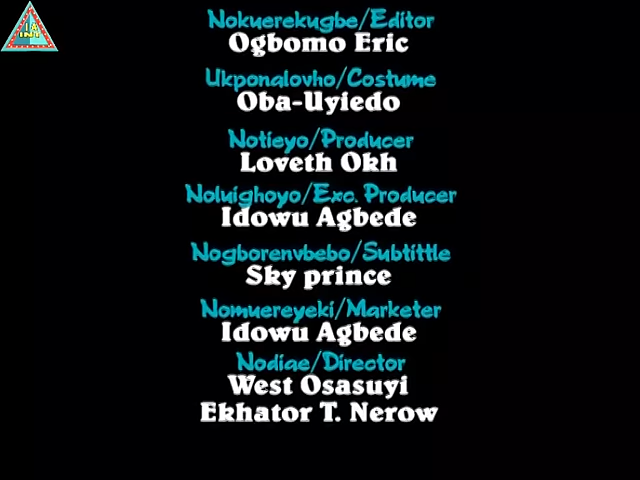 Nokuerekugbe/Editor
Ogbomo Eric
Ukponalovho/Costume
Oba-Uyiedo
Notieyo/Producer
Loveth Okh
Noluighoyo/Exc. Producer
Idowu Agbede
Nogborenvbebo/Subtittle
Sky prince
Nomuereyeki/Marketer
Idowu Agbede
Nodiae/Director
West Osasuyi
Ekhator T. Nerow